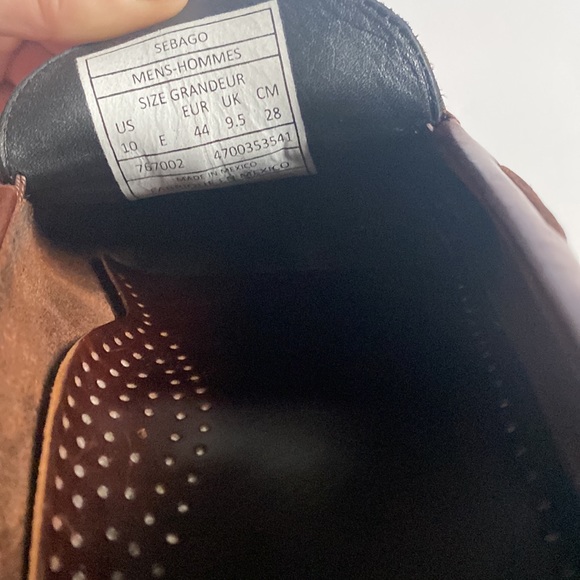 SEBAGO
MENS-HOMMES
SIZE GRANDEUR
US EUR UK CM
10 E 44 9.5 28
767002 4700353541
MADE IN MEXICO
MEXICO